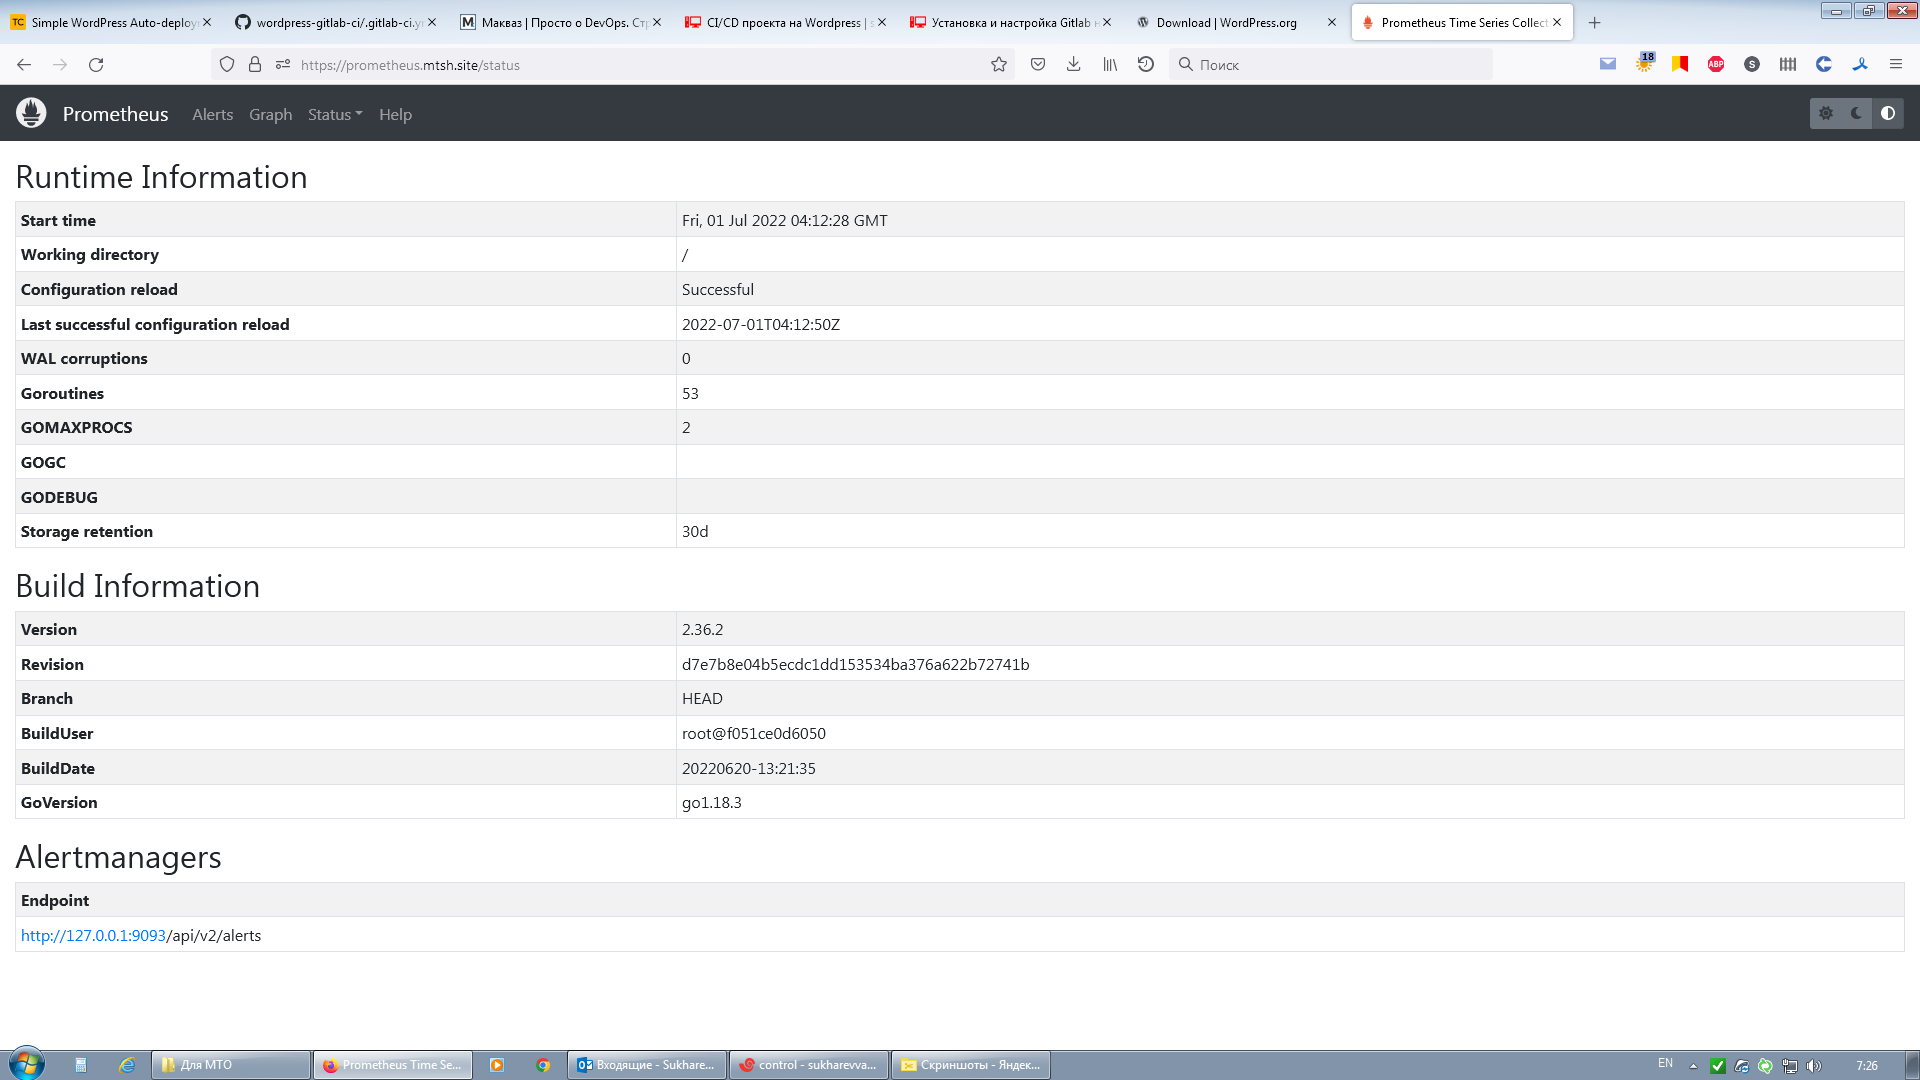 TC Simple WordPress Auto-deploy
wordpress-gitlab-ci/.gitlab-ci.y
M Макваз | Просто о DevOps. Ст
CI/CD проекта на Wordpress | s
Установка и настройка Gitlab н
Download | WordPress.org
Prometheus Time Series Collect
https://prometheus.mtsh.site/status
Поиск
18
ABP
S
Prometheus Alerts Graph Status Help
Runtime Information
Start time Fri, 01 Jul 2022 04:12:28 GMT
Working directory /
Configuration reload Successful
Last successful configuration reload 2022-07-01T04:12:50Z
WAL corruptions 0
Goroutines 53
GOMAXPROCS 2
GOGC
GODEBUG
Storage retention 30d
Build Information
Version 2.36.2
Revision d7e7b8e04b5ecdc1dd153534ba376a622b72741b
Branch HEAD
BuildUser root@f051ce0d6050
BuildDate 20220620-13:21:35
GoVersion go1.18.3
Alertmanagers
Endpoint
http://127.0.0.1:9093/api/v2/alerts
Для МТО
Prometheus Time Se...
Входящие - Sukhare...
control - sukharevva...
Скриншоты - Яндек...
EN
7:26